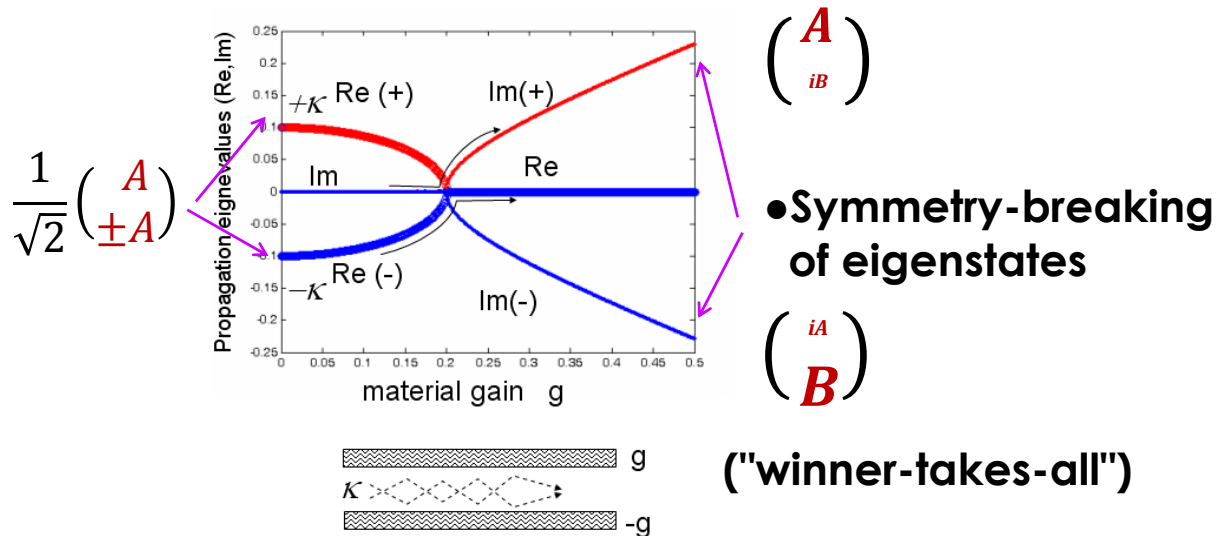 Propagation eignevalues (Re,Im)
0.25
0.2
0.15
0.1
0.05
0
-0.05
-0.1
-0.15
-0.2
-0.25
0 0.05 0.1 0.15 0.2 0.25 0.3 0.35 0.4 0.45 0.5
material gain g
+κ Re (+)
Im(+)
Im
Re
−κ Re (-)
Im(-)
1/√2 (A ±A)
(A iB)
●Symmetry-breaking
of eigenstates
(iA B)
("winner-takes-all")
g
κ
-g